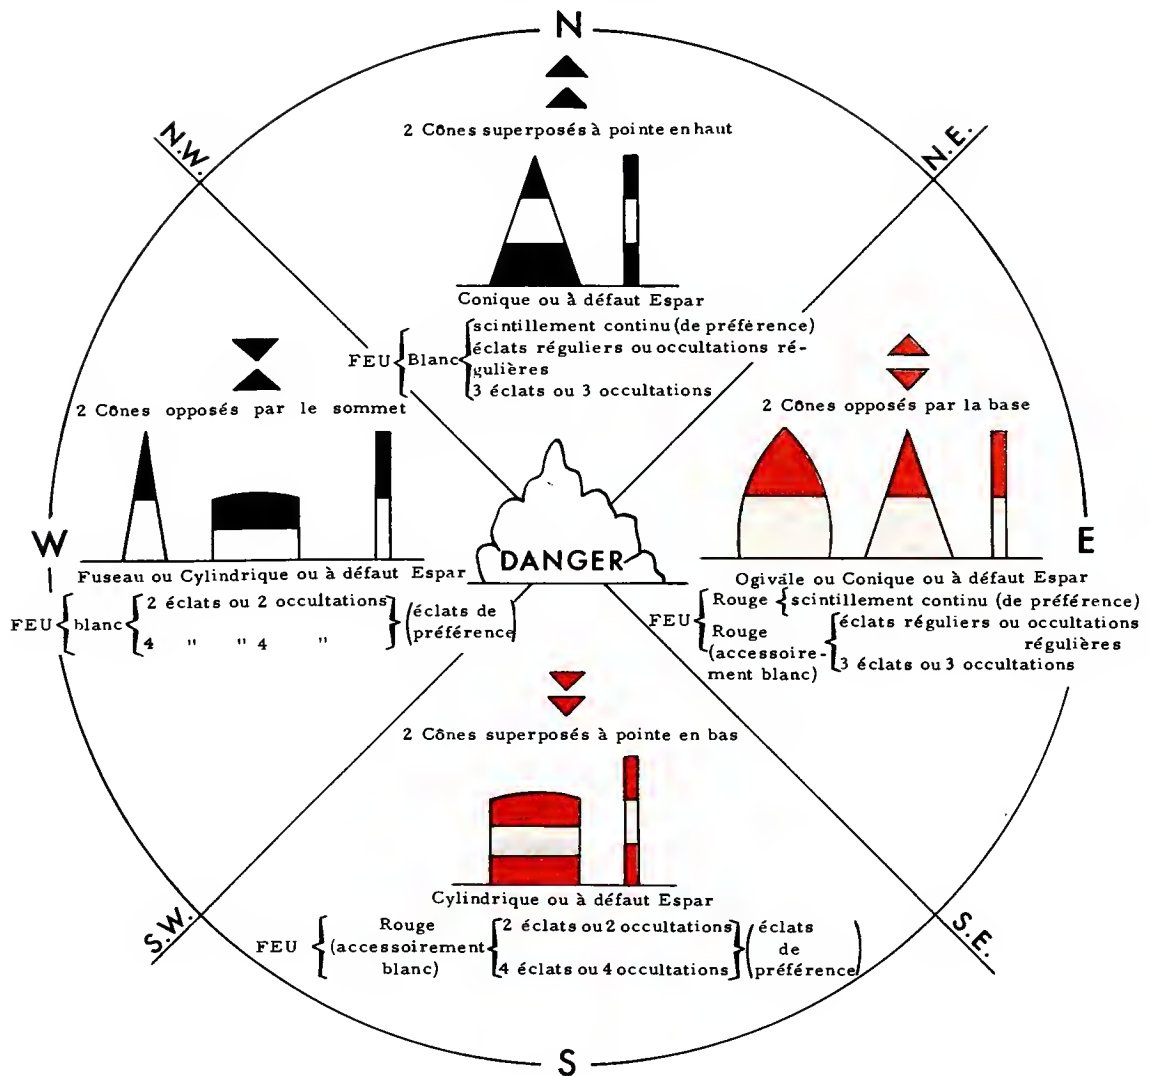 N
2 Cônes superposés à pointe en haut
N.W.
N.E.
Conique ou à défaut Espar
FEU { Blanc { scintillement continu (de préférence)
éclats réguliers ou occultations ré-
gulières
3 éclats ou 3 occultations
2 Cônes opposés par le sommet
2 Cônes opposés par la base
W
DANGER
E
Fuseau ou Cylindrique ou à défaut Espar
FEU { blanc { 2 éclats ou 2 occultations } (éclats de
4 " " 4 " préférence)
Ogivale ou Conique ou à défaut Espar
FEU { Rouge { scintillement continu (de préférence)
Rouge
(accessoire-
ment blanc)
éclats réguliers ou occultations
régulières
3 éclats ou 3 occultations
2 Cônes superposés à pointe en bas
Cylindrique ou à défaut Espar
S.W.
S.E.
FEU { Rouge
(accessoirement
blanc)
2 éclats ou 2 occultations
4 éclats ou 4 occultations
(éclats
de
préférence)
S